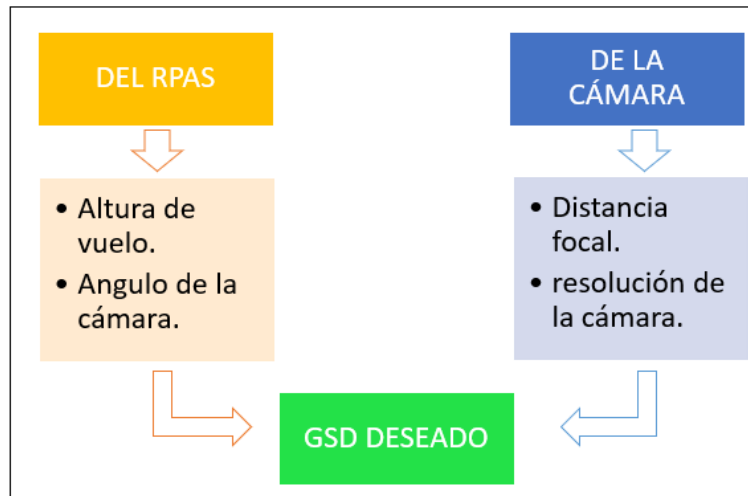 DEL RPAS
• Altura de
vuelo.
• Angulo de la
cámara.
DE LA
CÁMARA
• Distancia
focal.
• resolución de
la cámara.
GSD DESEADO